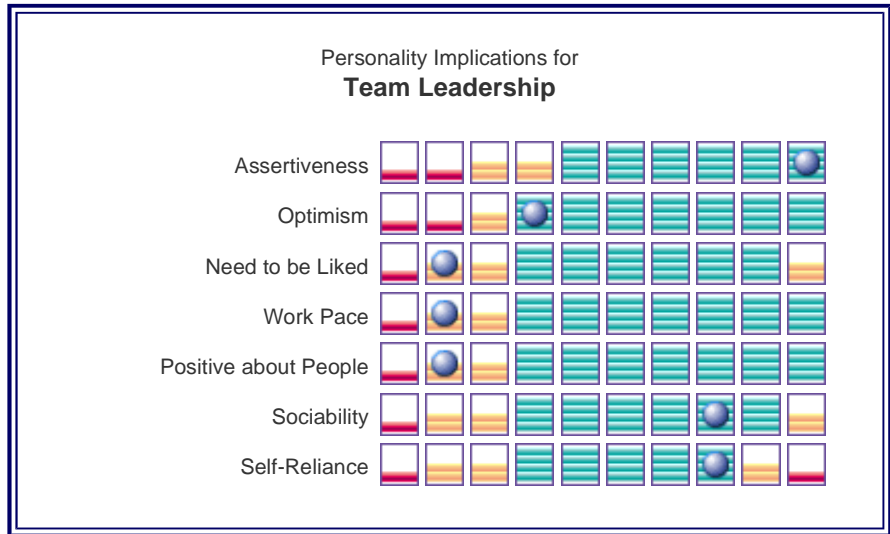 Personality Implications for
Team Leadership
Assertiveness
Optimism
Need to be Liked
Work Pace
Positive about People
Sociability
Self-Reliance